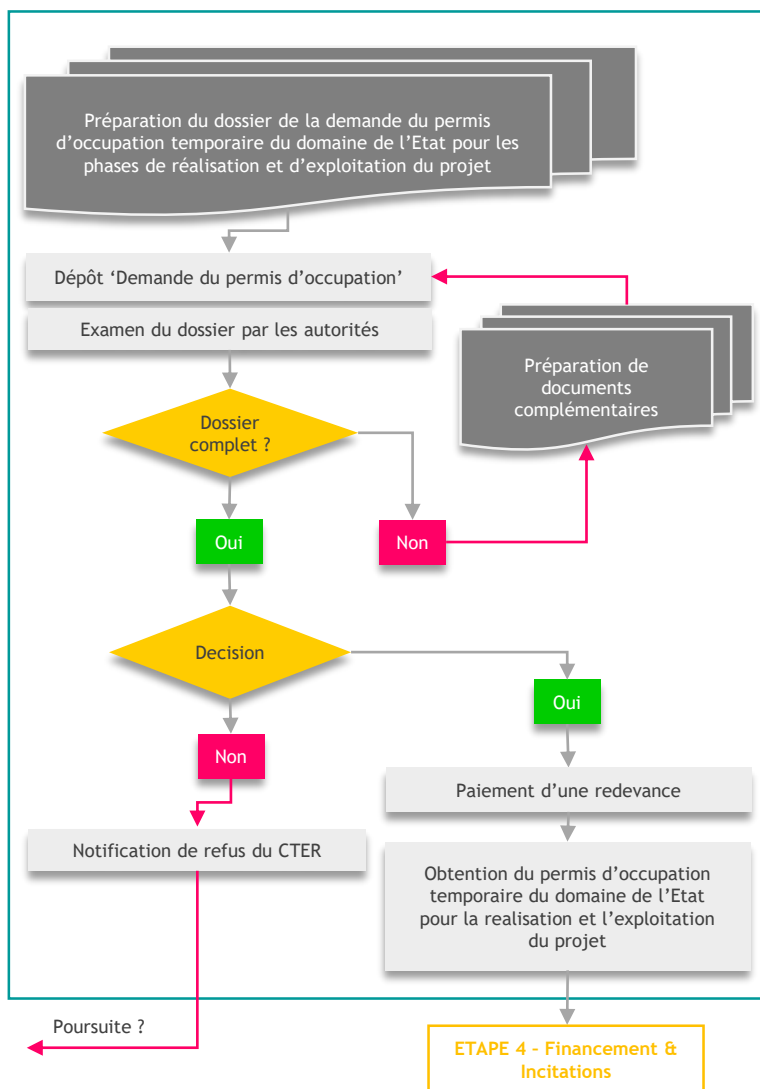 Préparation du dossier de la demande du permis
d’occupation temporaire du domaine de l’Etat pour les
phases de réalisation et d’exploitation du projet
Dépôt ‘Demande du permis d’occupation’
Examen du dossier par les autorités
Préparation de
documents
complémentaires
Dossier
complet ?
Oui
Non
Decision
Oui
Non
Paiement d’une redevance
Notification de refus du CTER
Obtention du permis d’occupation
temporaire du domaine de l’Etat
pour la realisation et l’exploitation
du projet
Poursuite ?
ETAPE 4 - Financement &
Incitations